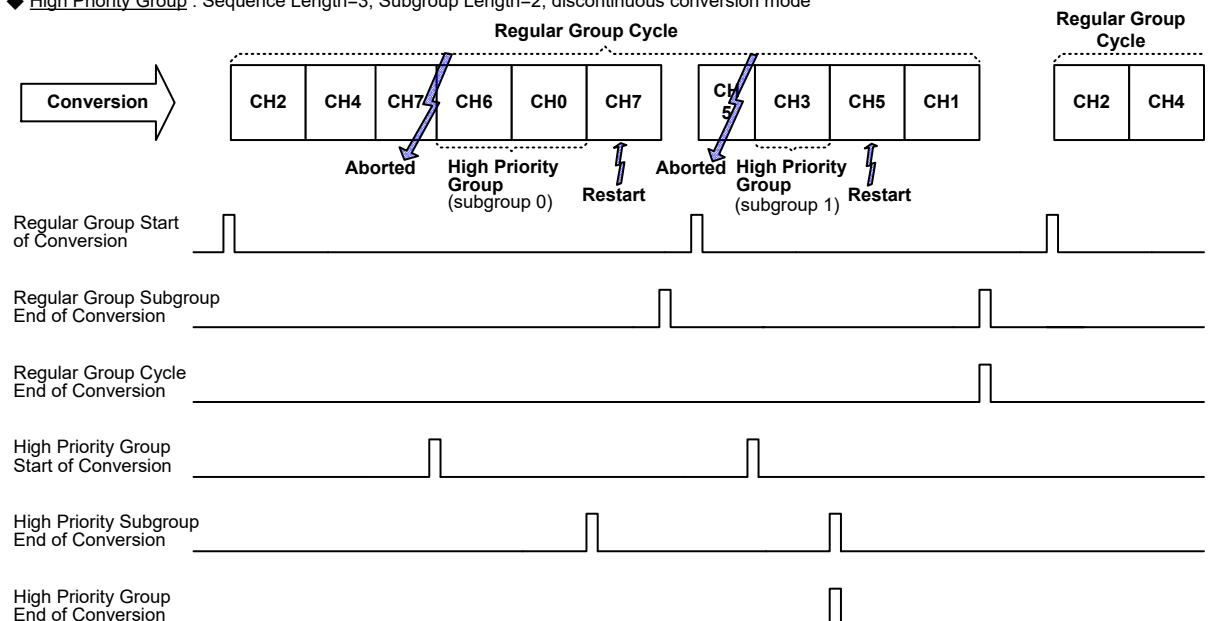 ◆ High Priority Group : Sequence Length=3, Subgroup Length=2, discontinuous conversion mode
Regular Group Cycle
Regular Group
Cycle
Conversion
CH2
CH4
CH7
CH6
CH0
CH7
CH
5
CH3
CH5
CH1
CH2
CH4
Aborted
High Priority
Group
(subgroup 0)
Restart
Aborted
High Priority
Group
(subgroup 1)
Restart
Regular Group Start
of Conversion
Regular Group Subgroup
End of Conversion
Regular Group Cycle
End of Conversion
High Priority Group
Start of Conversion
High Priority Subgroup
End of Conversion
High Priority Group
End of Conversion